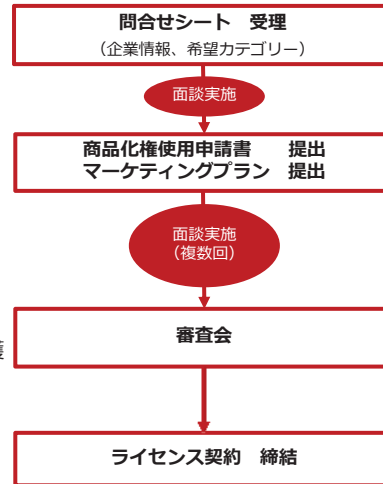 問合せシート　受理
（企業情報、希望カテゴリー）
面談実施
商品化権使用申請書　　提出
マーケティングプラン　提出
面談実施
（複数回）
審査会
ライセンス契約　締結